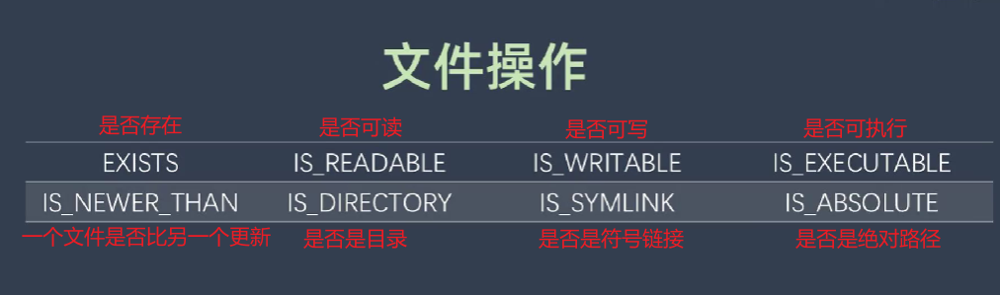 文件操作
是否存在 是否可读 是否可写 是否可执行
EXISTS IS_READABLE IS_WRITABLE IS_EXECUTABLE
IS_NEWER_THAN IS_DIRECTORY IS_SYMLINK IS_ABSOLUTE
一个文件是否比另一个更新 是否是目录 是否是符号链接 是否是绝对路径